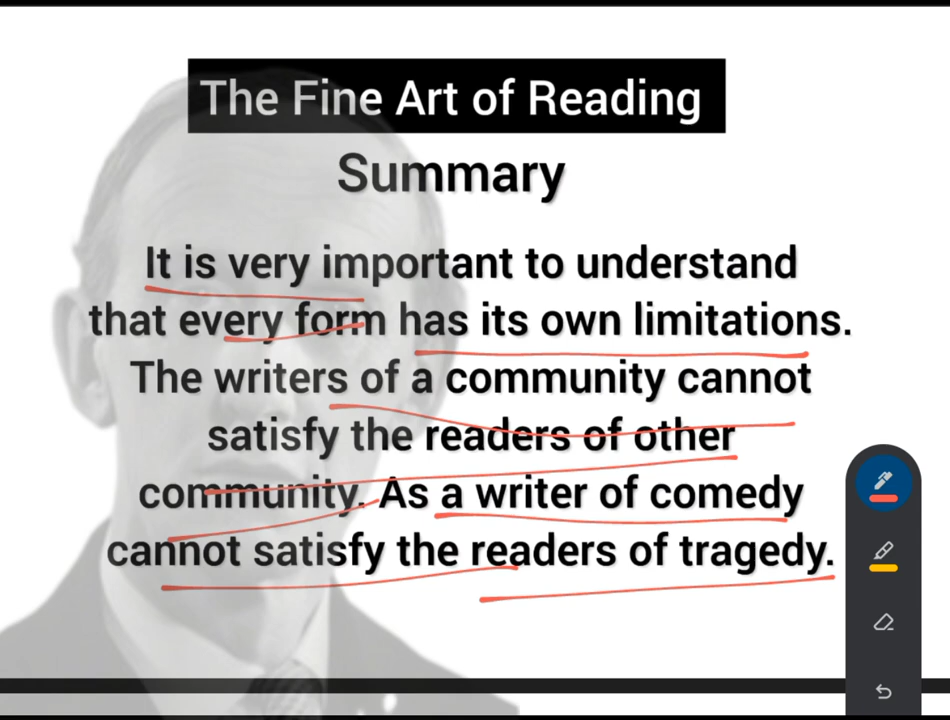 The Fine Art of Reading
Summary
It is very important to understand
that every form has its own limitations.
The writers of a community cannot
satisfy the readers of other
community. As a writer of comedy
cannot satisfy the readers of tragedy.